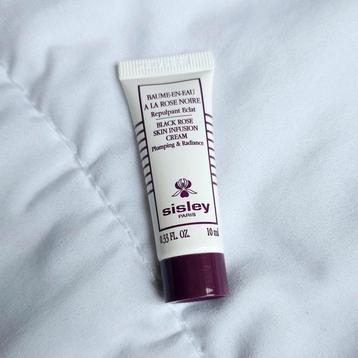 BAUME-EN-EAU
A LA ROSE NOIRE
Repulpant Eclat
BLACK ROSE
SKIN INFUSION
CREAM
Plumping & Radiance
sisley
PARIS
0.33 FL. OZ. 10 ml